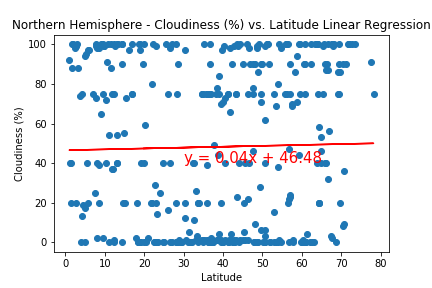 Northern Hemisphere - Cloudiness (%) vs. Latitude Linear Regression
100
80
60
40
20
0
Cloudiness (%)
y = 0.04x + 46.48
0 10 20 30 40 50 60 70 80
Latitude